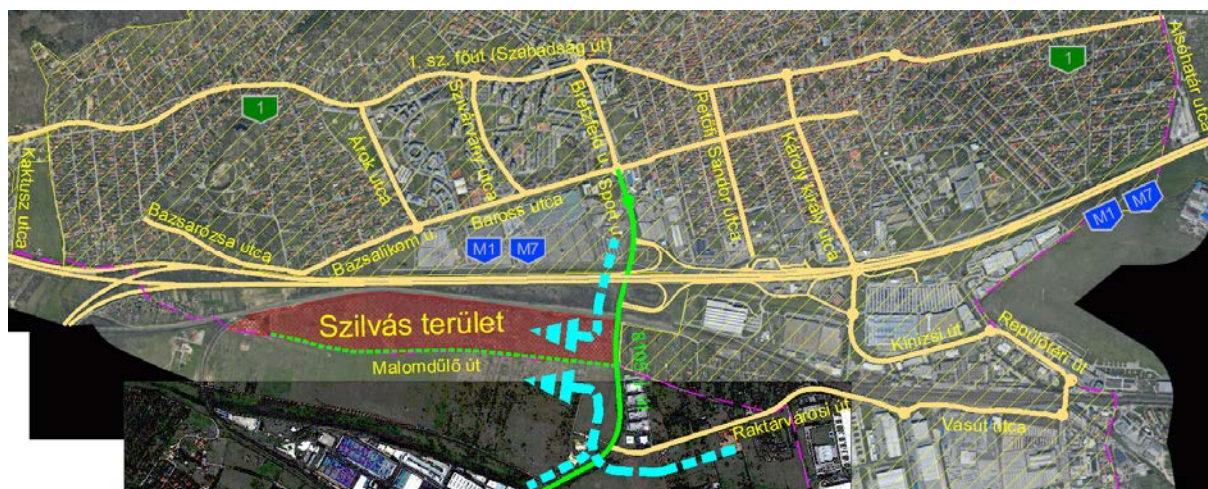 1. sz. főút (Szabadság út)
1
1
Alsóhatár utca
Kaktusz utca
Árok utca
Szivárvány utca
Bretzfeld u.
Petőfi Sándor utca
Károly király utca
Sport u.
Baross utca
Bazsalikom u.
Bazsarózsa utca
M1
M7
M1
M7
Szilvás terület
Malomdűlő út
Kinizsi út
Repülőtéri út
Raktárvárosi út
Vasút utca